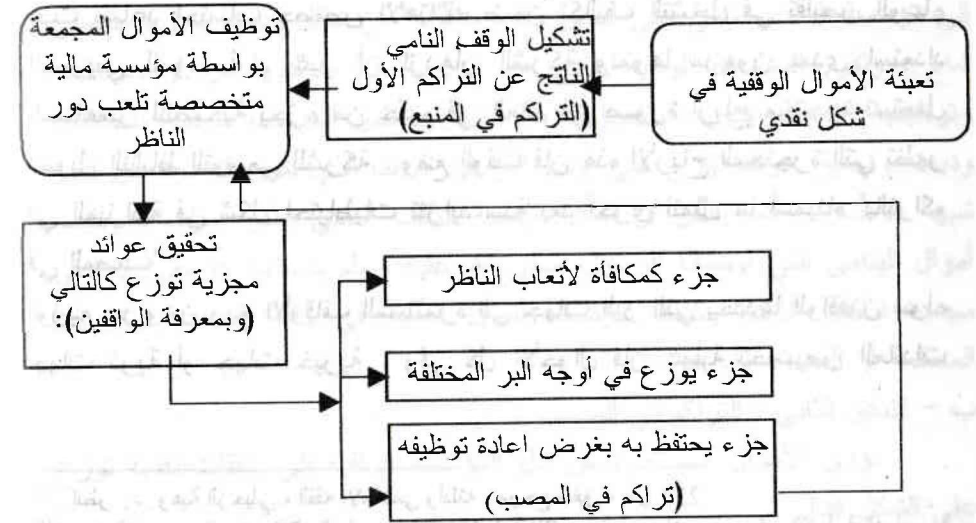 تعبئة الأموال الوقفية في
شكل نقدي
تشكيل الوقف النامي
الناتج عن التراكم الأول
(التراكم في المنبع)
توظيف الأموال المجمعة
بواسطة مؤسسة مالية
متخصصة تلعب دور
الناظر
تحقيق عوائد
مجزية توزع كالتالي
(وبمعرفة الواقفين):
جزء كمكافأة لأتعاب الناظر
جزء يوزع في أوجه البر المختلفة
جزء يحتفظ به بغرض اعادة توظيفه
(تراكم في المصب)